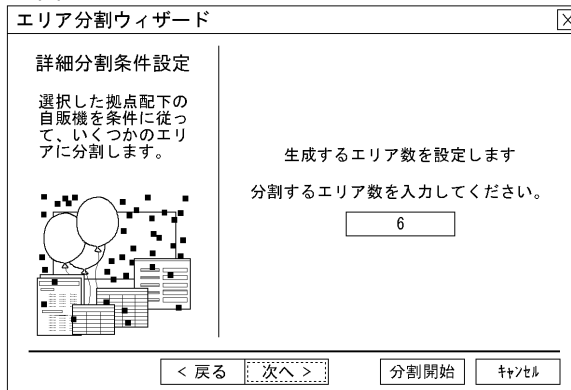 エリア分割ウィザード
詳細分割条件設定
選択した拠点配下の
自販機を条件に従っ
て、いくつかのエリ
アに分割します。
生成するエリア数を設定します
分割するエリア数を入力してください。
6
< 戻る 次へ > 分割開始 ｷｬﾝｾﾙ